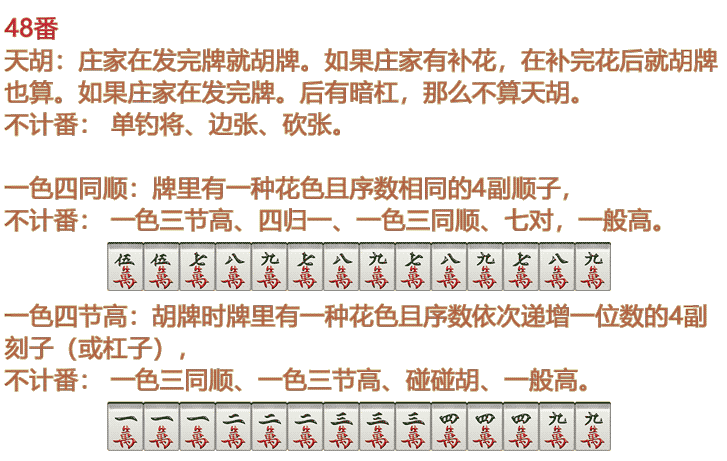 48番
天胡：庄家在发完牌就胡牌。如果庄家有补花，在补完花后就胡牌
也算。如果庄家在发完牌。后有暗杠，那么不算天胡。
不计番： 单钓将、边张、砍张。
一色四同顺：牌里有一种花色且序数相同的4副顺子，
不计番： 一色三节高、四归一、一色三同顺、七对，一般高。
伍萬 伍萬 七萬 八萬 九萬 七萬 八萬 九萬 七萬 八萬 九萬 七萬 八萬 九萬
一色四节高：胡牌时牌里有一种花色且序数依次递增一位数的4副
刻子（或杠子），
不计番： 一色三同顺、一色三节高、碰碰胡、一般高。
一萬 一萬 一萬 二萬 二萬 二萬 三萬 三萬 三萬 四萬 四萬 四萬 九萬 九萬